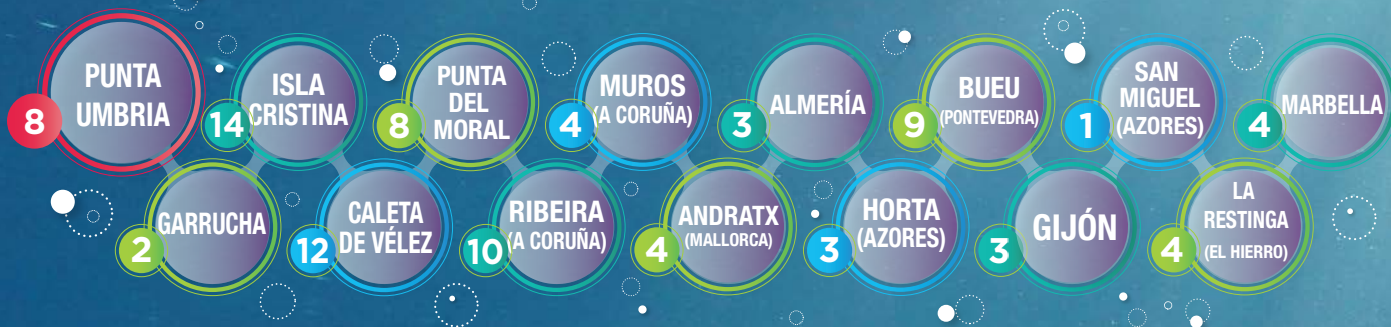 8
PUNTA
UMBRIA
2
GARRUCHA
14
ISLA
CRISTINA
12
CALETA
DE VÉLEZ
8
PUNTA
DEL
MORAL
10
RIBEIRA
(A CORUÑA)
4
MUROS
(A CORUÑA)
4
ANDRATX
(MALLORCA)
3
ALMERÍA
3
HORTA
(AZORES)
9
BUEU
(PONTEVEDRA)
3
GIJÓN
1
SAN
MIGUEL
(AZORES)
4
LA
RESTINGA
(EL HIERRO)
4
MARBELLA